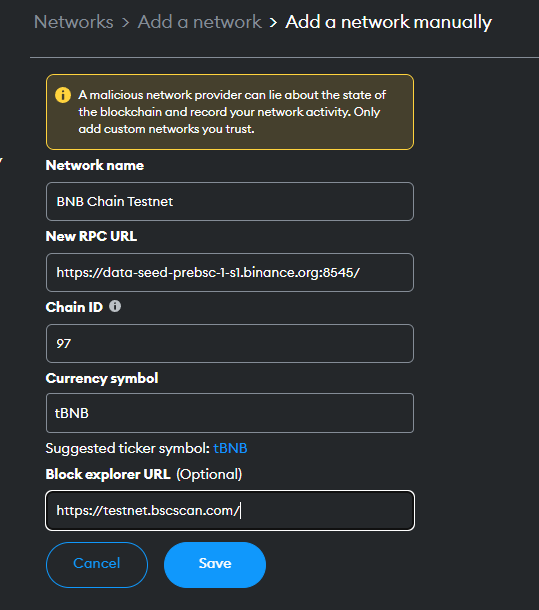 Networks > Add a network > Add a network manually
A malicious network provider can lie about the state of
the blockchain and record your network activity. Only
add custom networks you trust.
Network name
BNB Chain Testnet
New RPC URL
https://data-seed-prebsc-1-s1.binance.org:8545/
Chain ID
97
Currency symbol
tBNB
Suggested ticker symbol: tBNB
Block explorer URL (Optional)
https://testnet.bscscan.com/
Cancel
Save